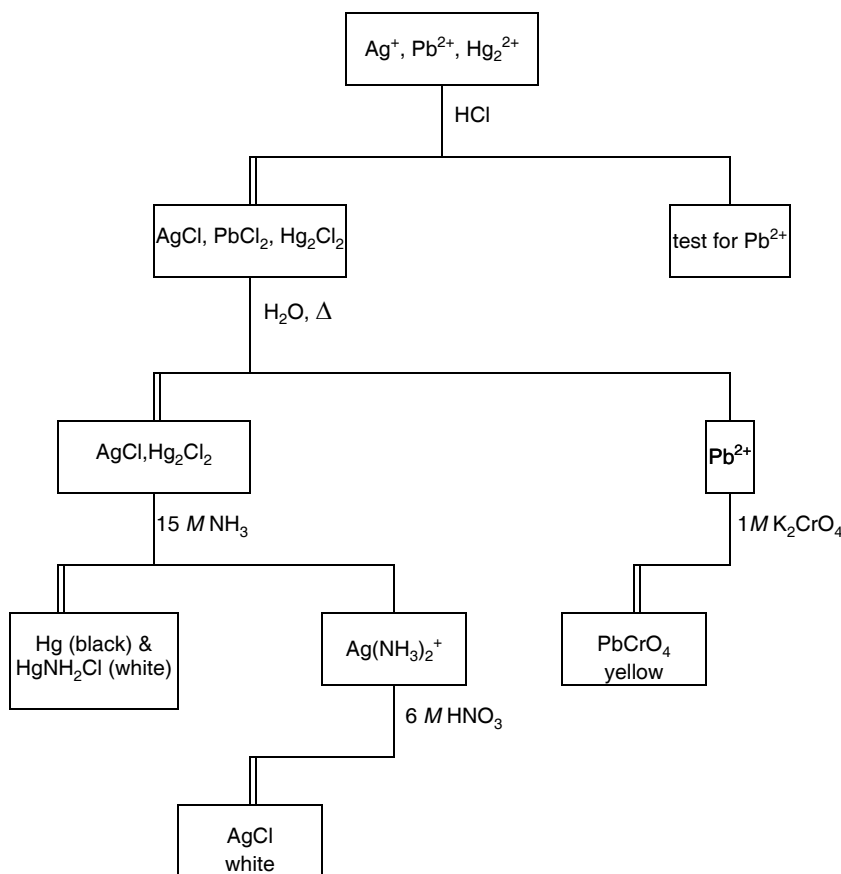 Ag⁺, Pb²⁺, Hg₂²⁺
HCl
AgCl, PbCl₂, Hg₂Cl₂
test for Pb²⁺
H₂O, Δ
AgCl,Hg₂Cl₂
Pb²⁺
15 M NH₃
1M K₂CrO₄
Hg (black) &
HgNH₂Cl (white)
Ag(NH₃)₂⁺
PbCrO₄
yellow
6 M HNO₃
AgCl
white